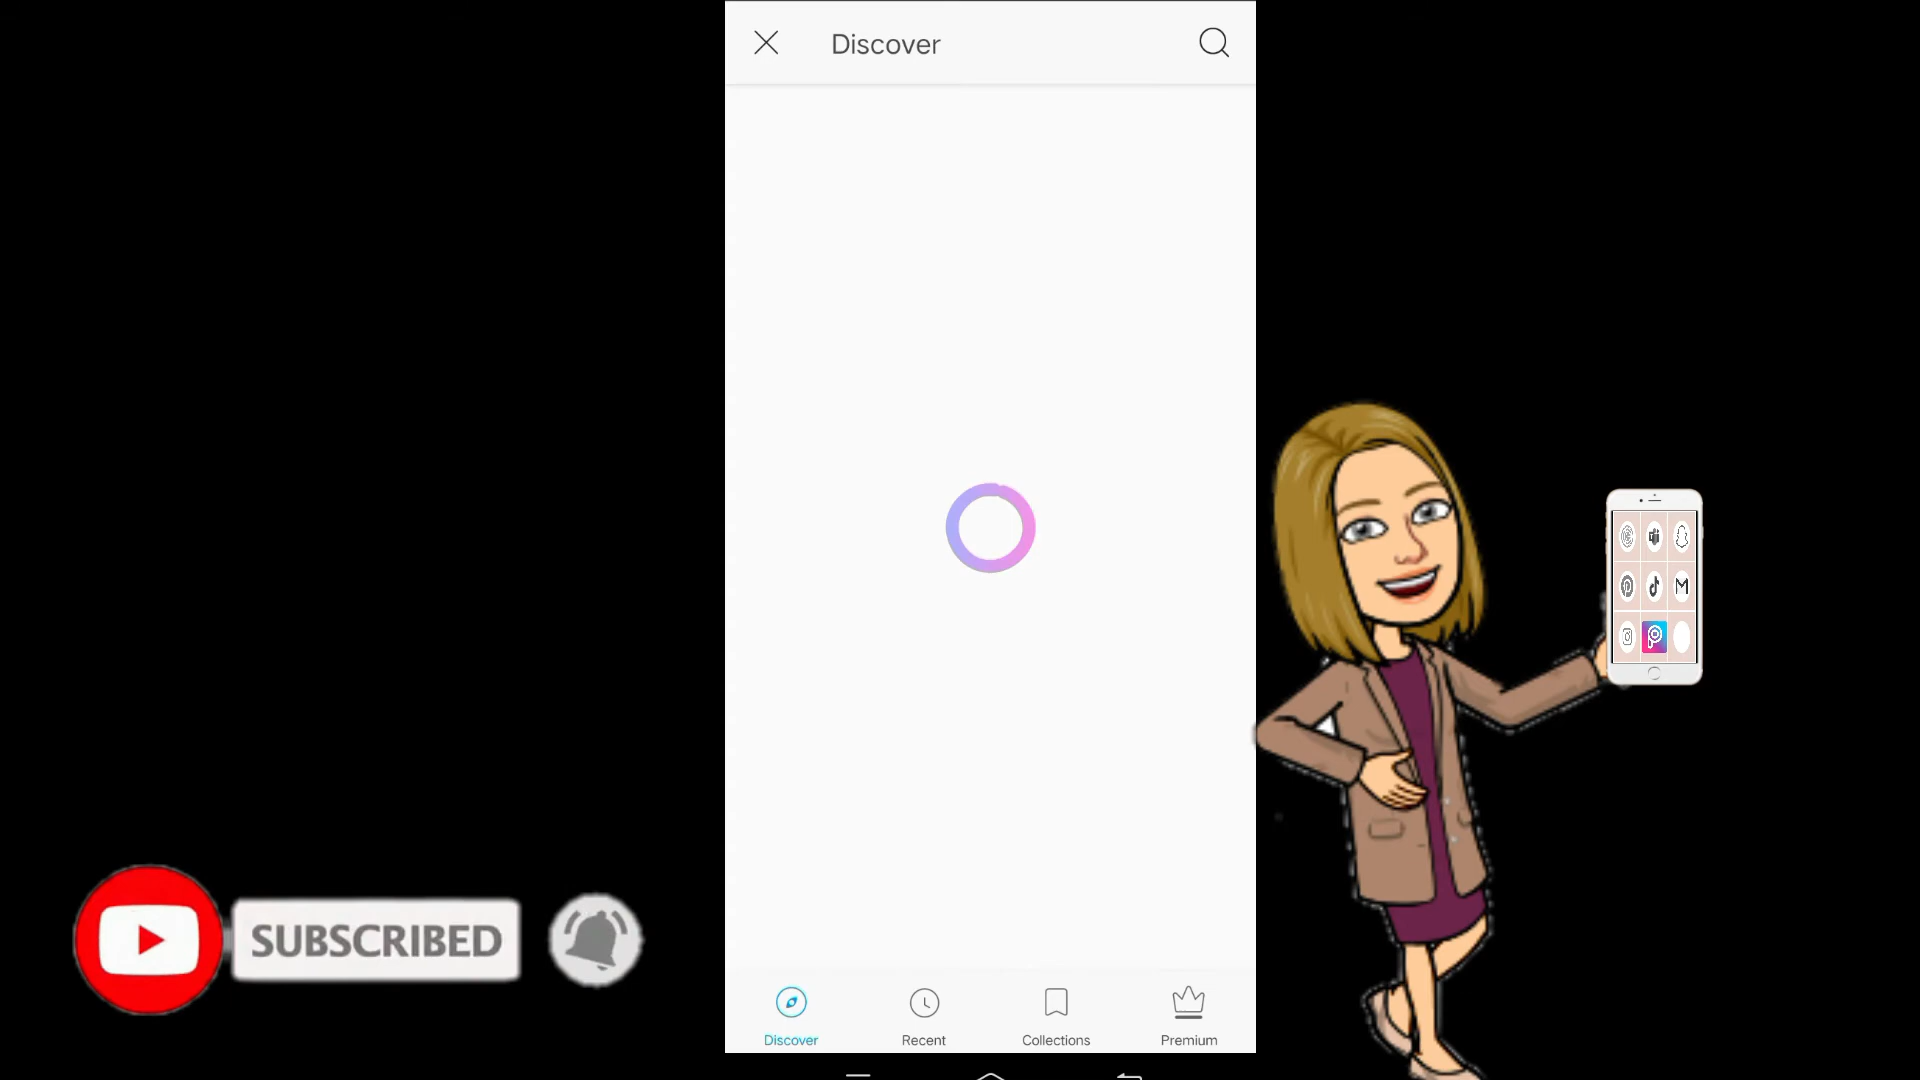 Discover
SUBSCRIBED
Discover
Recent
Collections
Premium